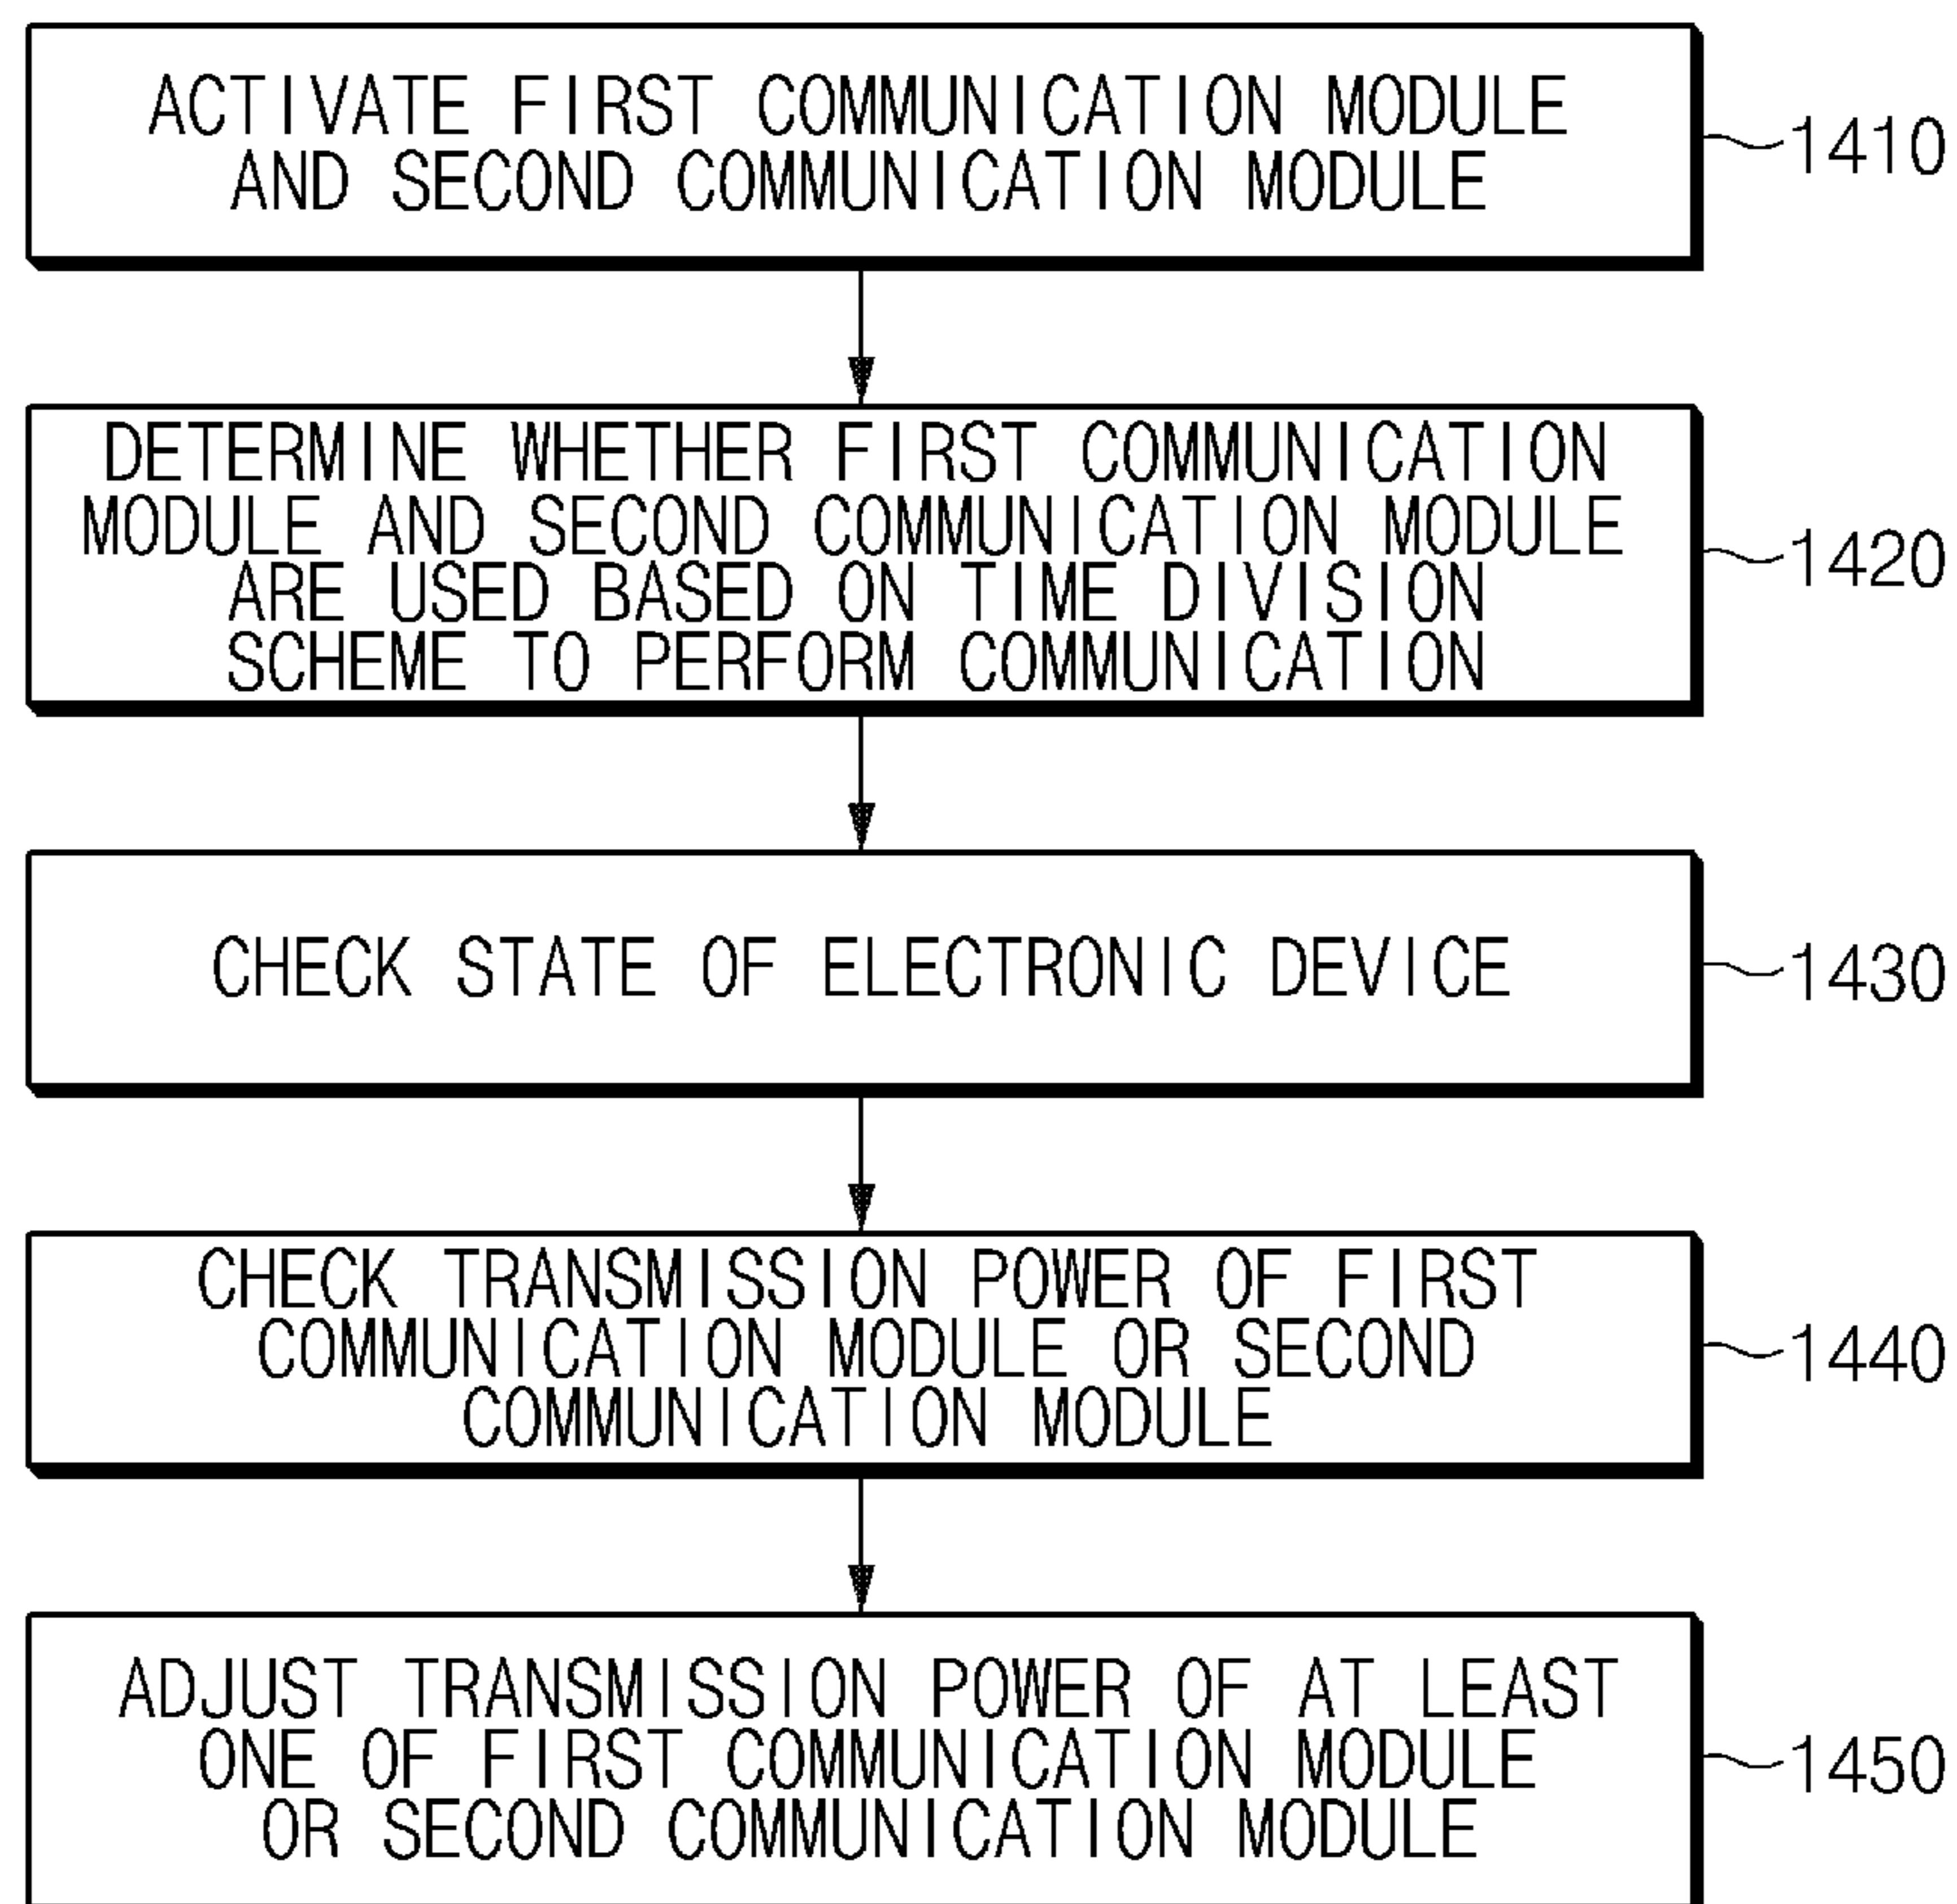 ACTIVATE FIRST COMMUNICATION MODULE
AND SECOND COMMUNICATION MODULE
1410
DETERMINE WHETHER FIRST COMMUNICATION
MODULE AND SECOND COMMUNICATION MODULE
ARE USED BASED ON TIME DIVISION
SCHEME TO PERFORM COMMUNICATION
1420
CHECK STATE OF ELECTRONIC DEVICE
1430
CHECK TRANSMISSION POWER OF FIRST
COMMUNICATION MODULE OR SECOND
COMMUNICATION MODULE
1440
ADJUST TRANSMISSION POWER OF AT LEAST
ONE OF FIRST COMMUNICATION MODULE
OR SECOND COMMUNICATION MODULE
1450